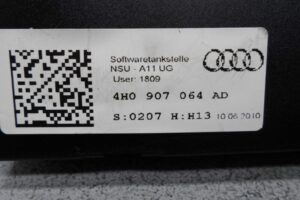 Softwaretankstelle
NSU - A11 UG
User: 1809
4H0 907 064 AD
S:0207 H:H13 10.06.2010